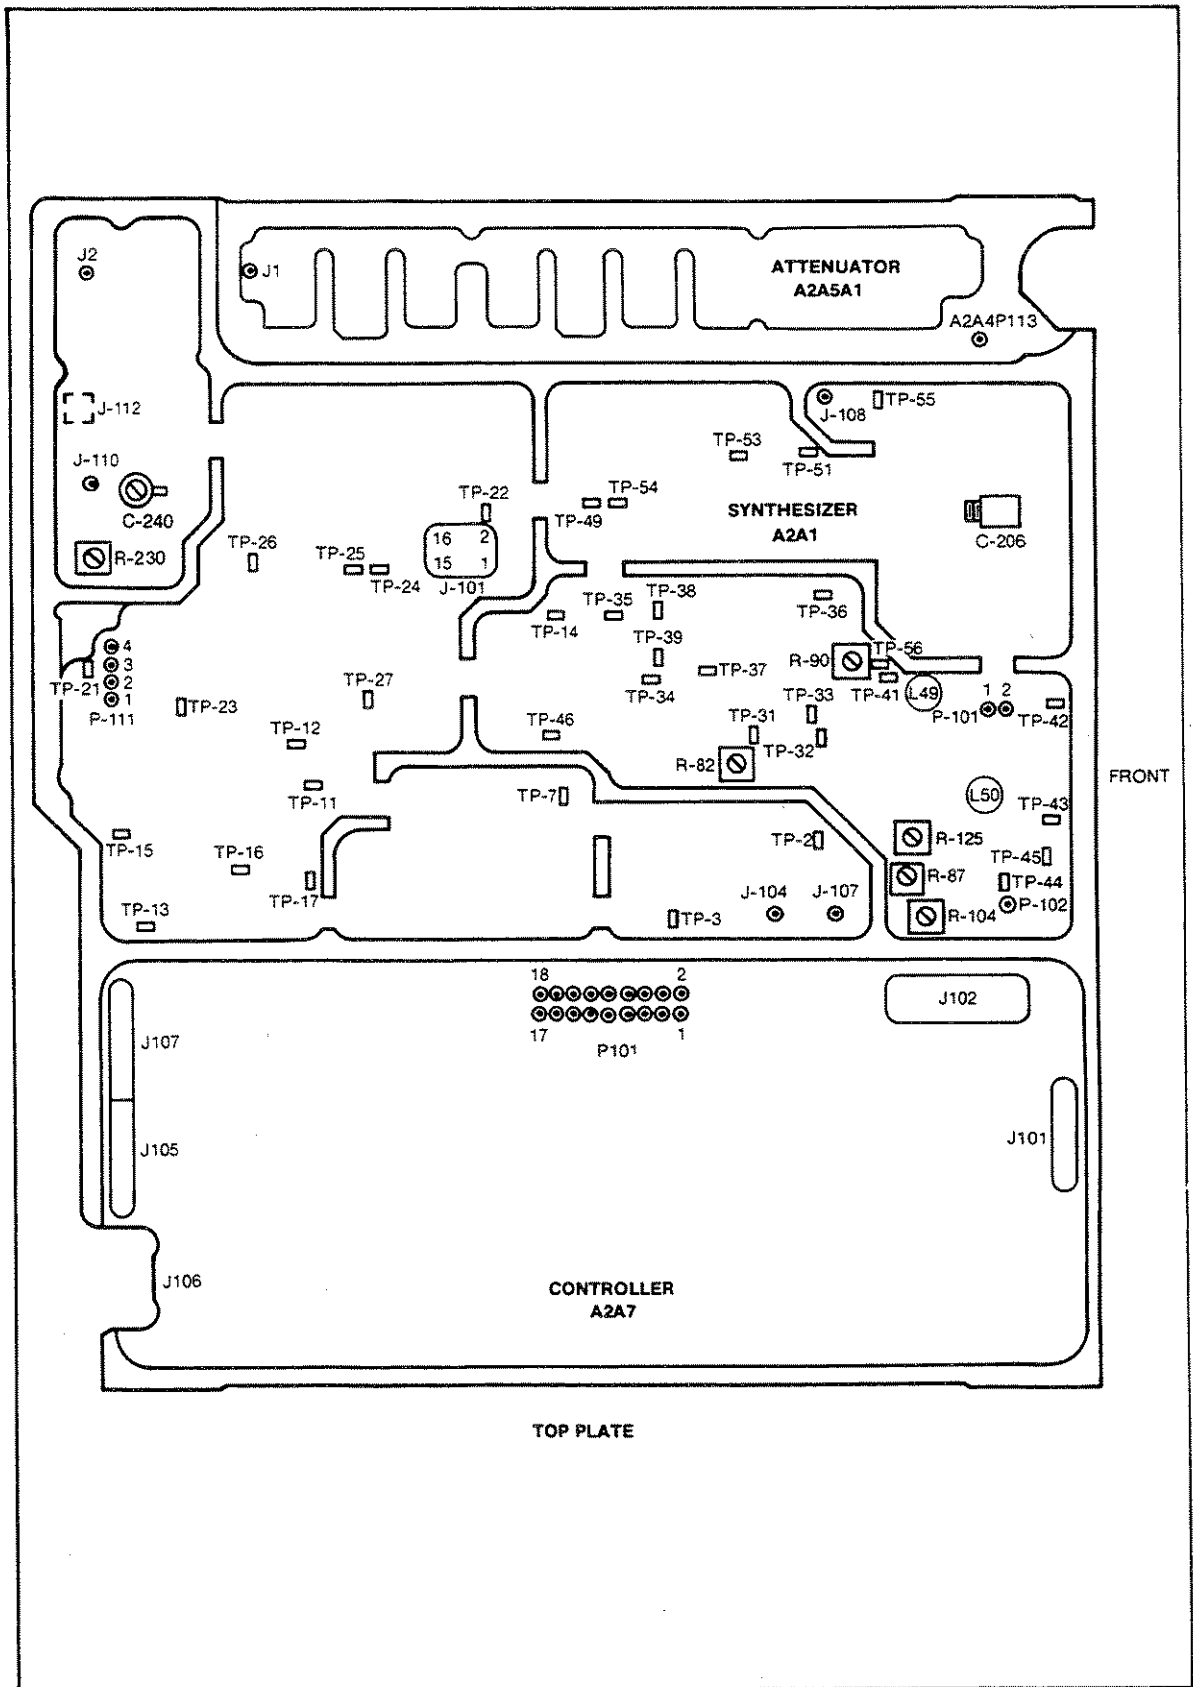 J2
J1
ATTENUATOR
A2A5A1
A2A4P113
J-112
J-108
TP-55
TP-53
TP-51
J-110
C-240
TP-22
TP-49
TP-54
SYNTHESIZER
A2A1
C-206
16 2
15 1
J-101
R-230
TP-26
TP-25
TP-24
TP-38
TP-35
TP-14
TP-36
TP-39
TP-56
R-90
TP-37
TP-34
TP-41
L49
4
3
2
1
TP-21
P-111
TP-23
TP-27
TP-33
1 2
P-101
TP-42
TP-12
TP-46
TP-31
TP-32
R-82
FRONT
TP-11
TP-7
L50
TP-43
TP-15
TP-2
R-125
TP-16
TP-45
TP-17
R-87
TP-44
J-104
J-107
P-102
TP-13
TP-3
R-104
18 2
17 1
P101
J102
J107
J105
J101
J106
CONTROLLER
A2A7
TOP PLATE